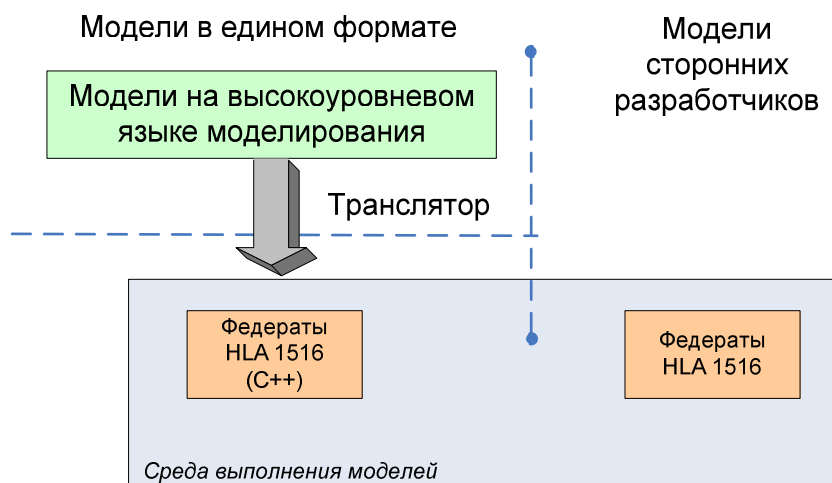 Модели в едином формате
Модели
сторонних
разработчиков
Модели на высокоуровневом
языке моделирования
Транслятор
Федераты
HLA 1516
(C++)
Федераты
HLA 1516
Среда выполнения моделей